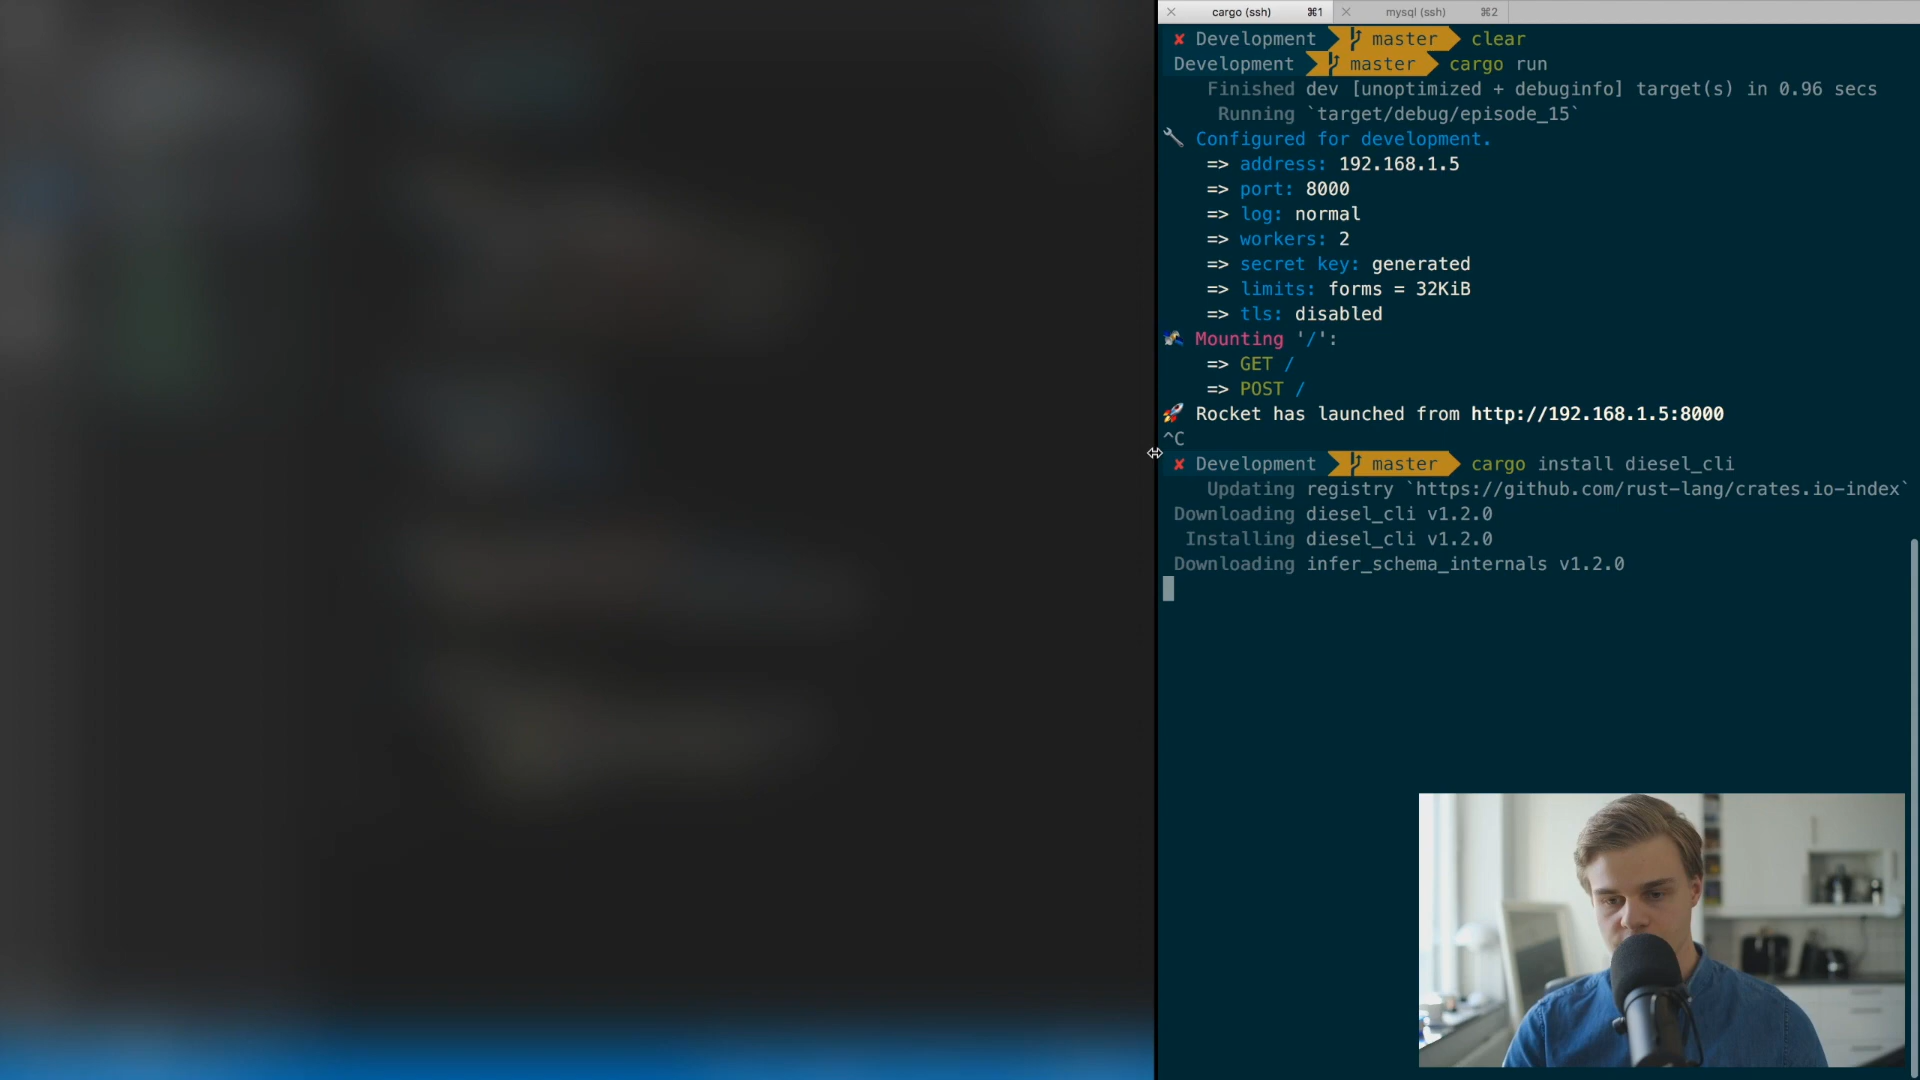 cargo (ssh) ⌘1 mysql (ssh) ⌘2
✘ Development master clear
Development master cargo run
Finished dev [unoptimized + debuginfo] target(s) in 0.96 secs
Running `target/debug/episode_15`
Configured for development.
=> address: 192.168.1.5
=> port: 8000
=> log: normal
=> workers: 2
=> secret key: generated
=> limits: forms = 32KiB
=> tls: disabled
Mounting '/':
=> GET /
=> POST /
Rocket has launched from http://192.168.1.5:8000
^C
✘ Development master cargo install diesel_cli
Updating registry `https://github.com/rust-lang/crates.io-index`
Downloading diesel_cli v1.2.0
Installing diesel_cli v1.2.0
Downloading infer_schema_internals v1.2.0